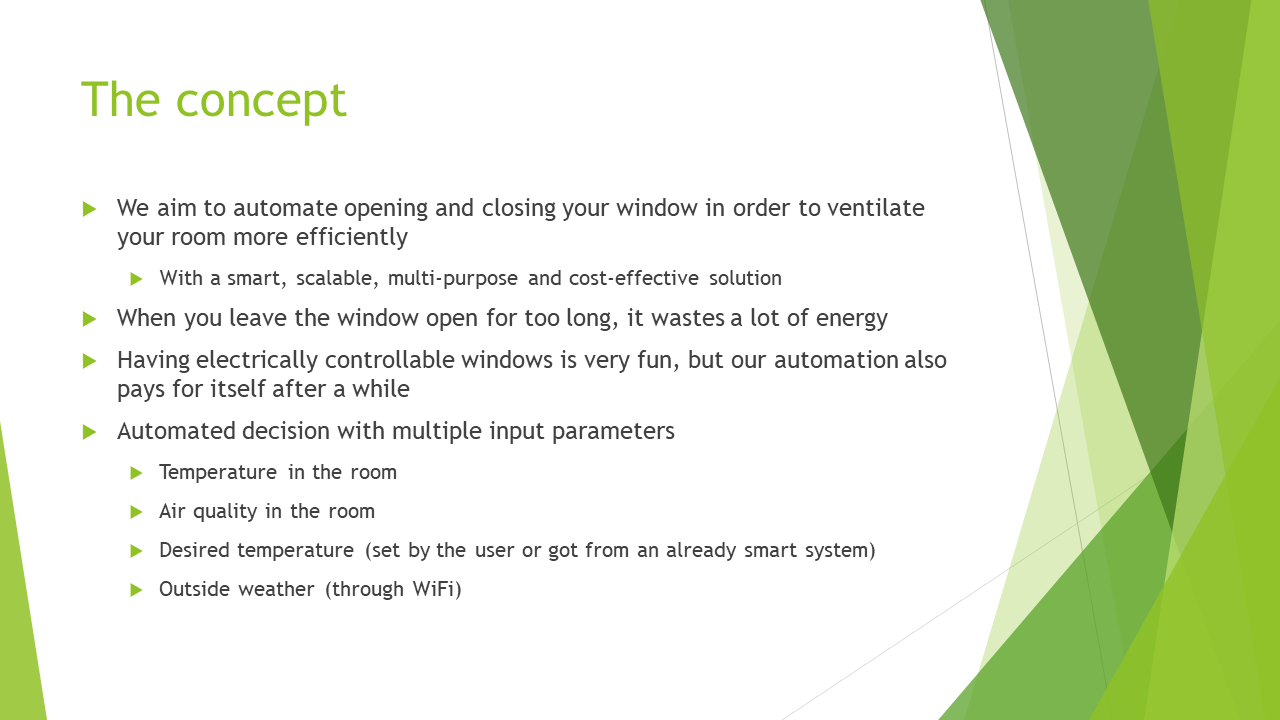 The concept
We aim to automate opening and closing your window in order to ventilate
your room more efficiently
With a smart, scalable, multi-purpose and cost-effective solution
When you leave the window open for too long, it wastes a lot of energy
Having electrically controllable windows is very fun, but our automation also
pays for itself after a while
Automated decision with multiple input parameters
Temperature in the room
Air quality in the room
Desired temperature (set by the user or got from an already smart system)
Outside weather (through WiFi)